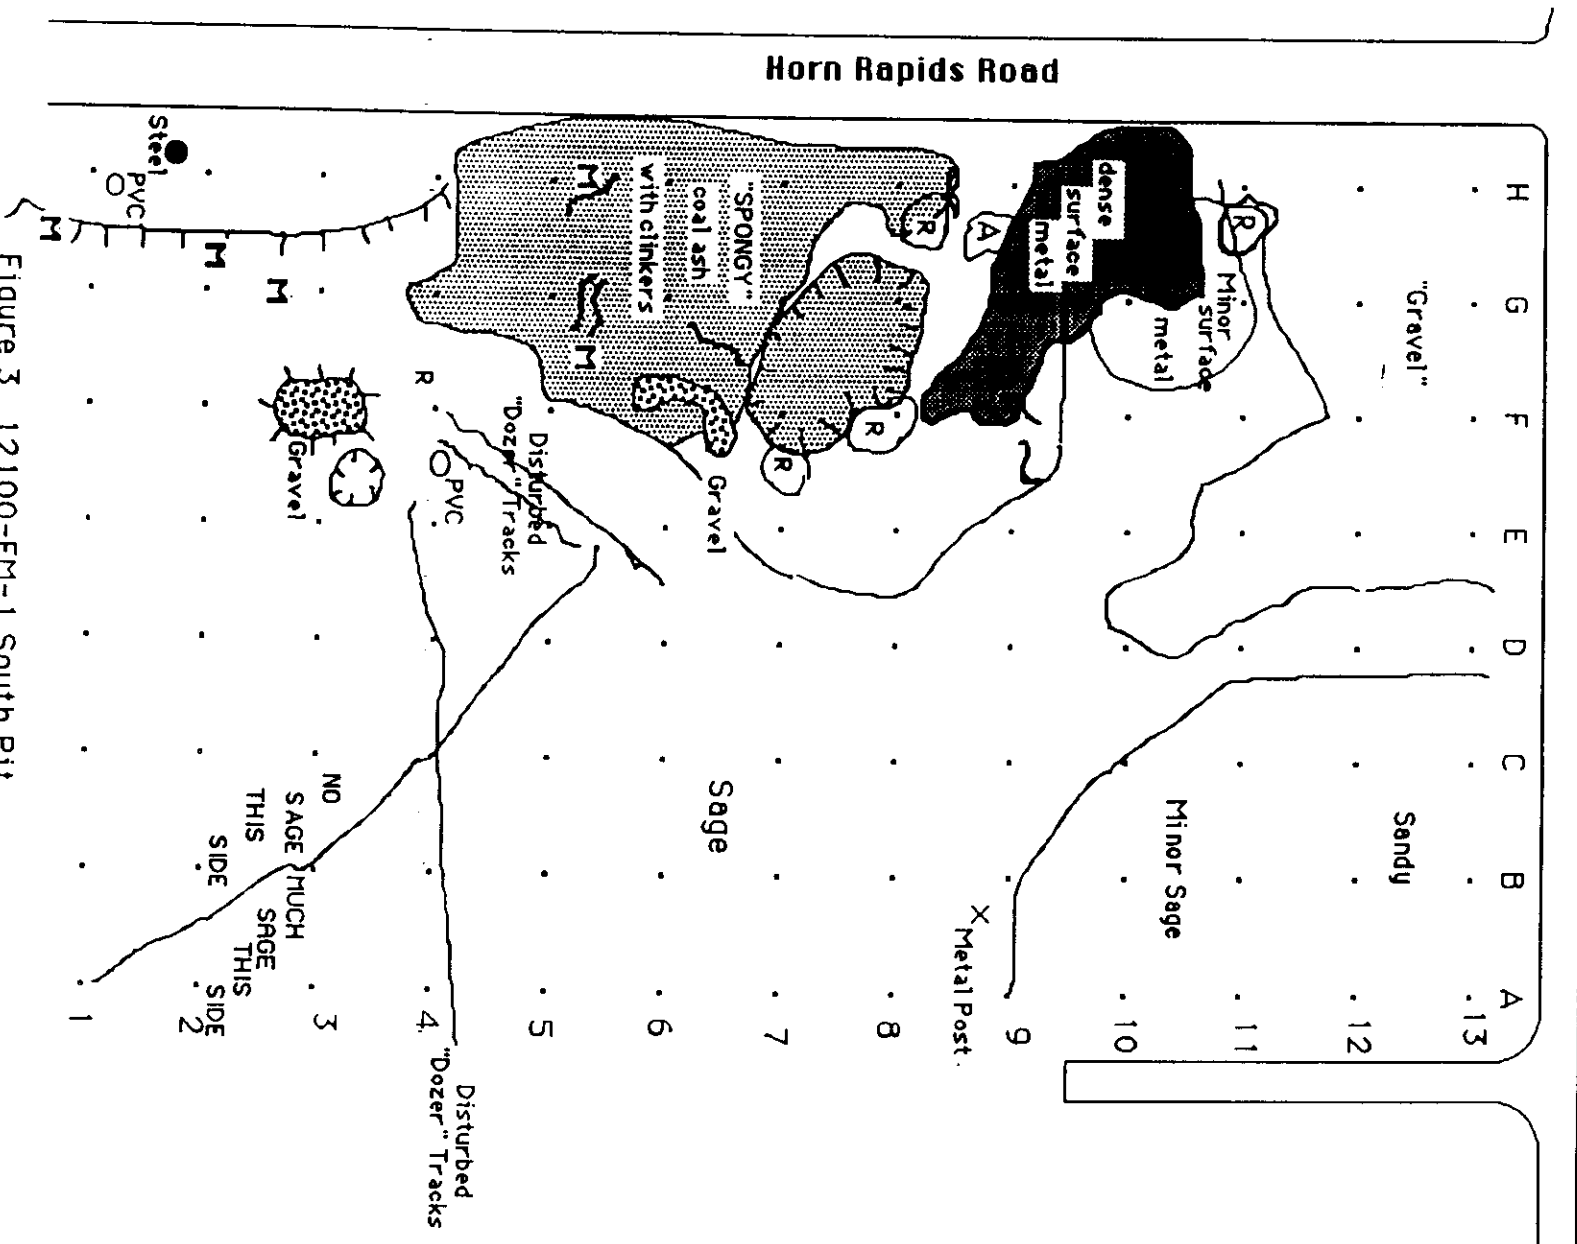 Horn Rapids Road
H
G
F
E
D
C
B
A
13
12
11
10
9
8
7
6
5
4
3
2
1
"Gravel"
Sandy
Minor Sage
R
Minor
surface
metal
dense
surface
metal
A
R
"SPONGY"
coal ash
with clinkers
M
M
R
R
Gravel
Sage
X Metal Post.
Steel
PVC
M
M
M
R
Gravel
PVC
Disturbed
"Dozer" Tracks
NO
SAGE
THIS
SIDE
MUCH
SAGE
THIS
SIDE
Disturbed
"Dozer" Tracks
Figure 3. 12100-EM-1 South Pit